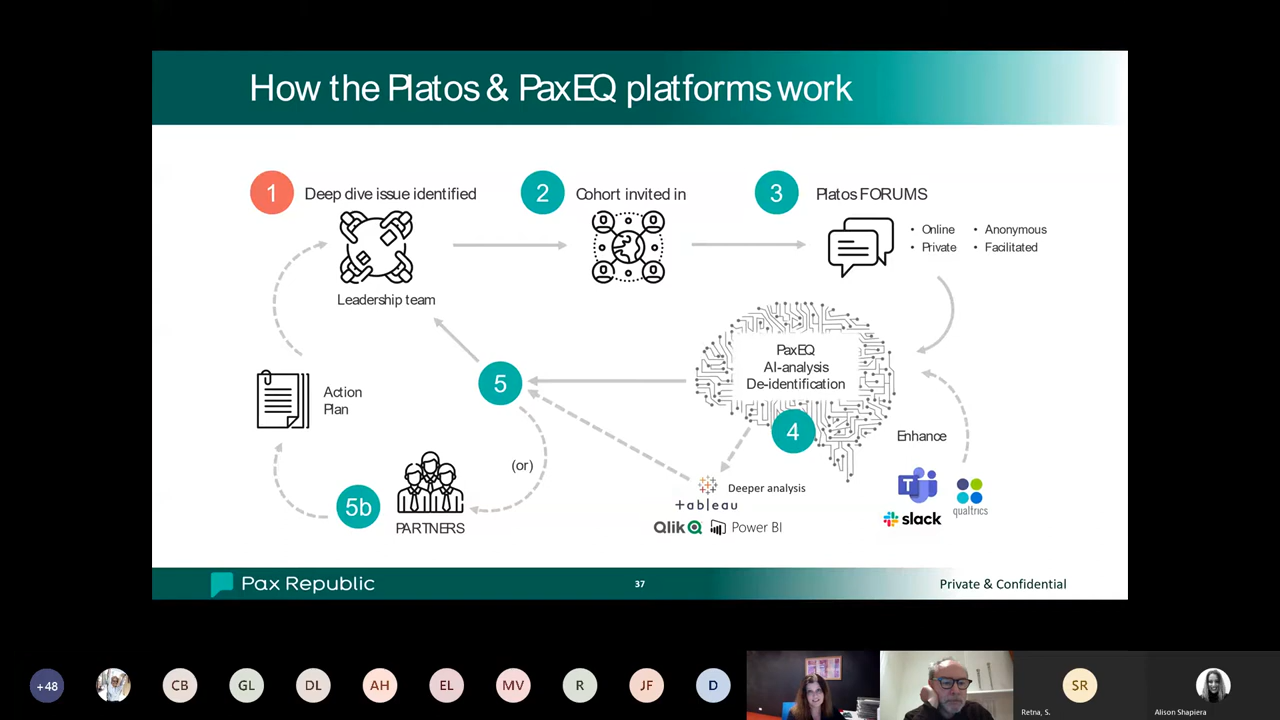 How the Platos & PaxEQ platforms work
1
Deep dive issue identified
2
Cohort invited in
3
Platos FORUMS
• Online
• Anonymous
• Private
• Facilitated
Leadership team
PaxEQ
AI-analysis
De-identification
4
5
Action
Plan
Enhance
(or)
5b
PARTNERS
Deeper analysis
+ableau
Qlik
Power BI
T
slack
qualtrics
Pax Republic
37
Private & Confidential
+48
CB
GL
DL
AH
EL
MV
R
JF
D
SR
Retna, S.
Alison Shapiera